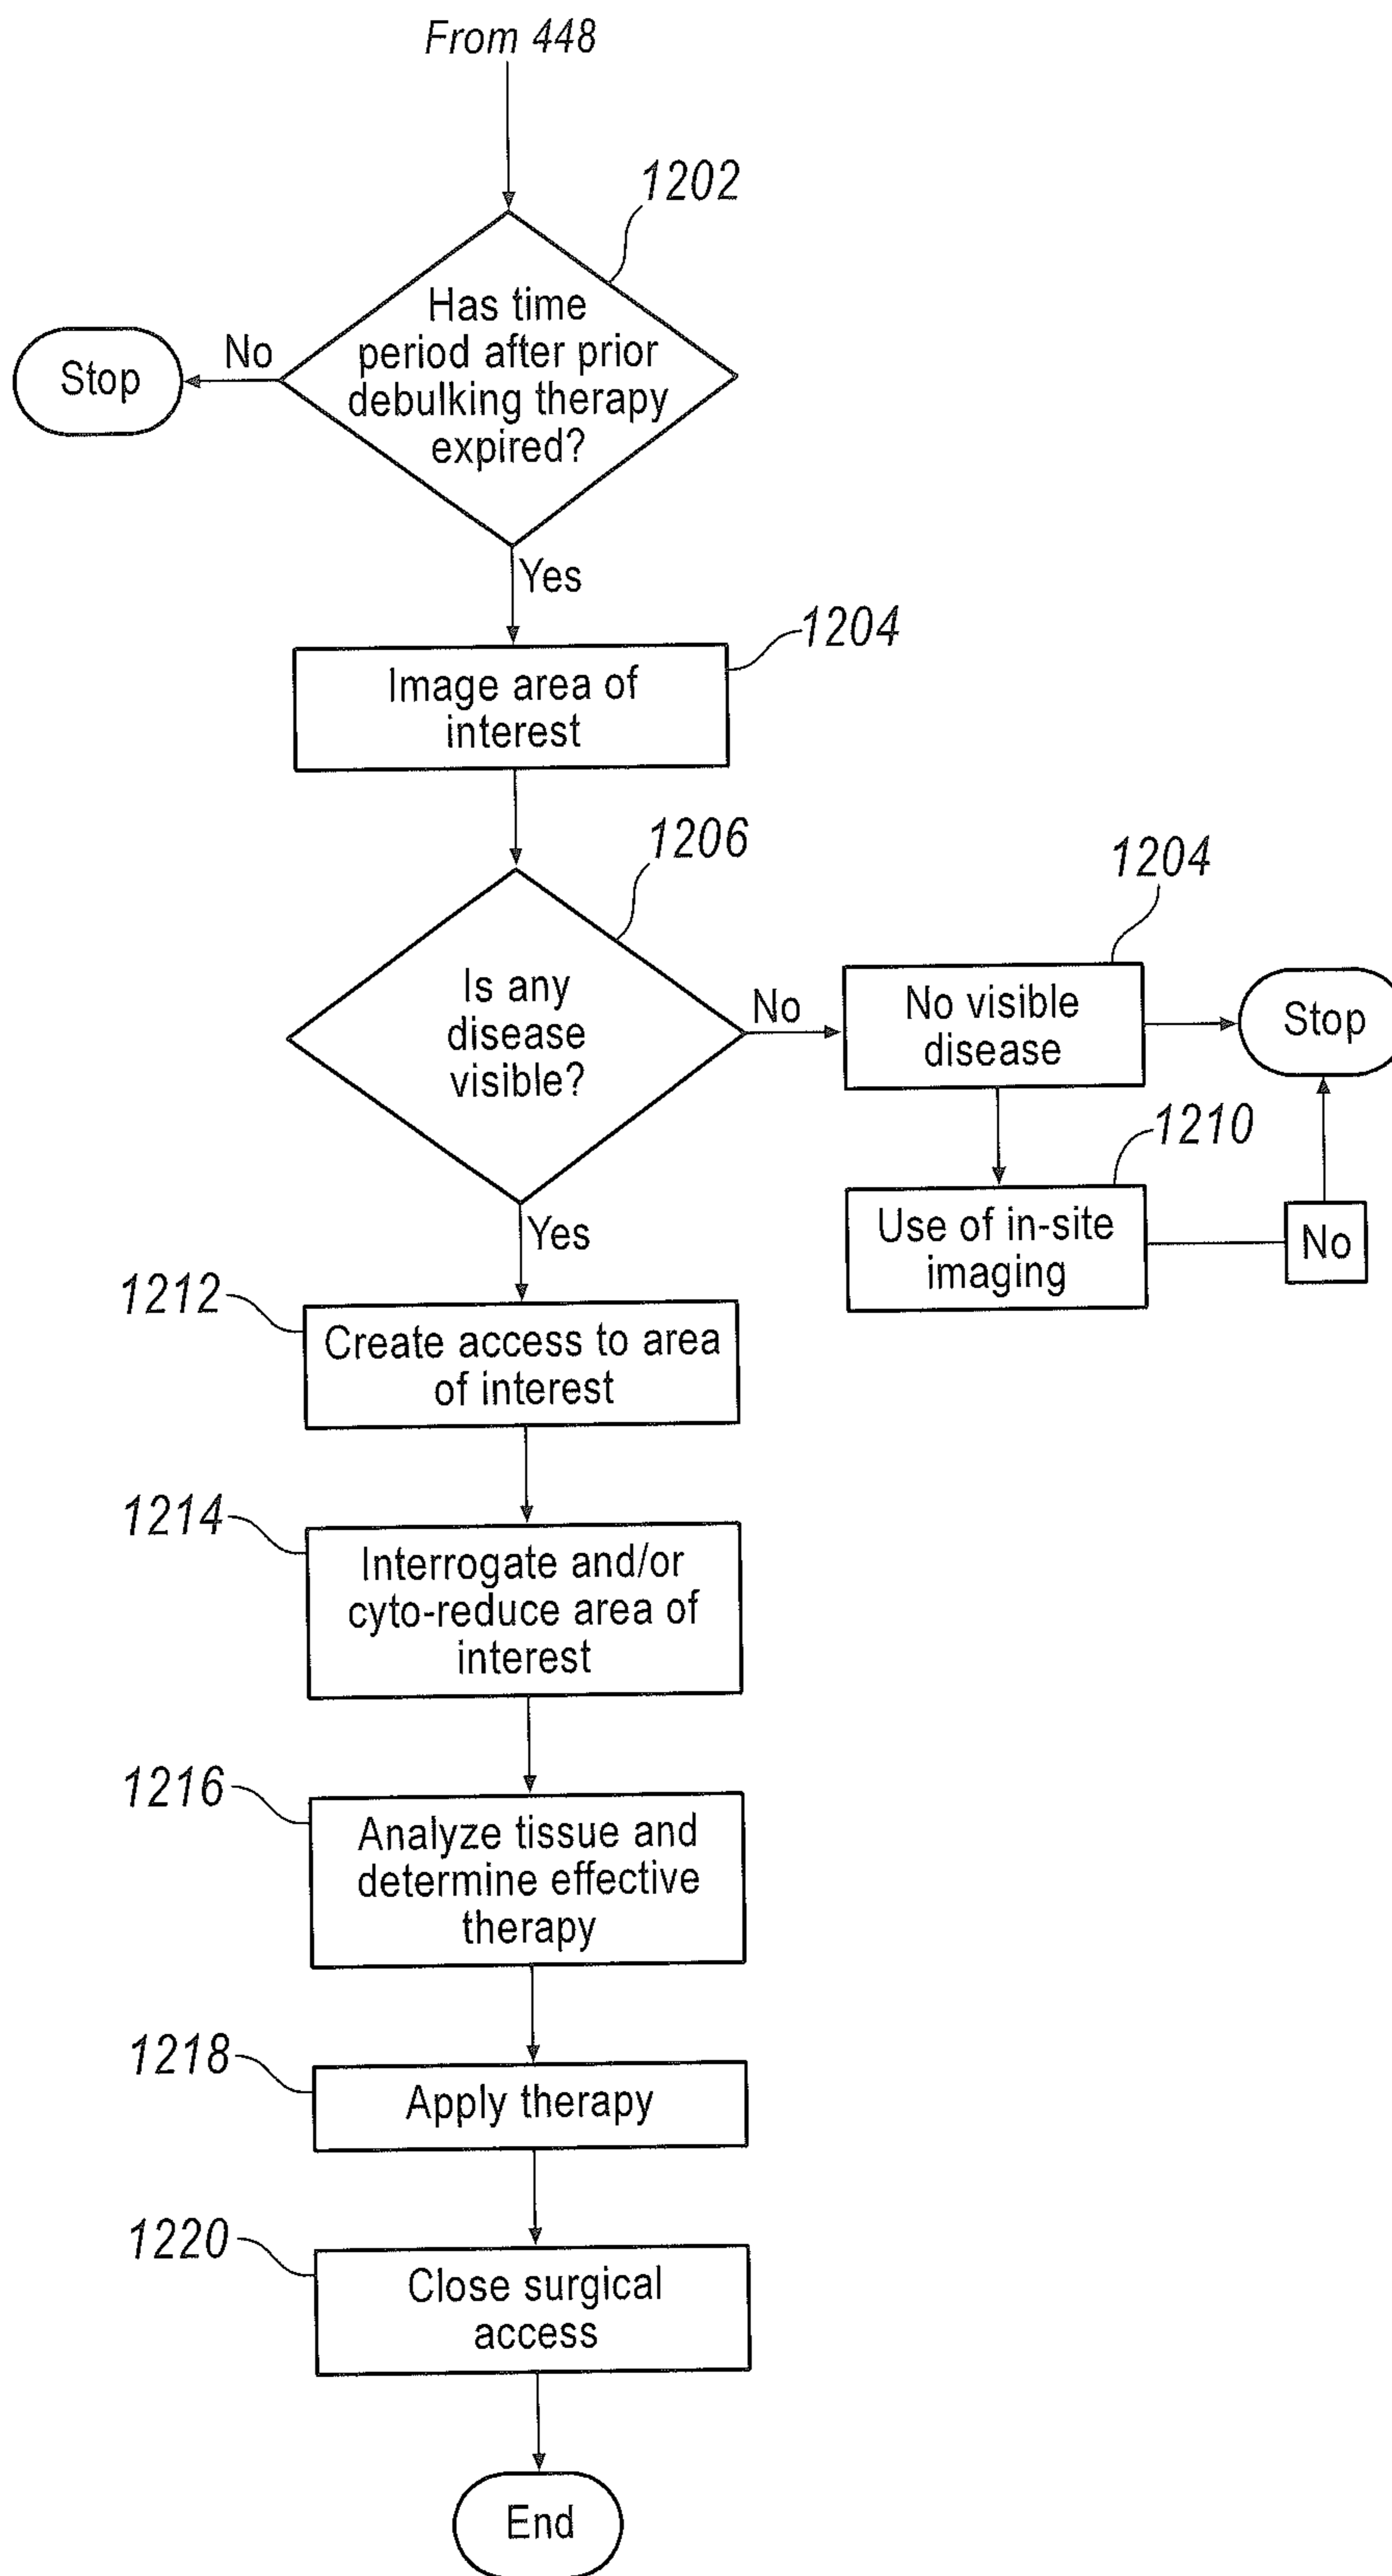 From 448
1202
Has time
period after prior
debulking therapy
expired?
No
Stop
Yes
1204
Image area of
interest
1206
Is any
disease
visible?
No
1204
No visible
disease
Stop
1210
Use of in-site
imaging
No
Yes
1212
Create access to area
of interest
1214
Interrogate and/or
cyto-reduce area of
interest
1216
Analyze tissue and
determine effective
therapy
1218
Apply therapy
1220
Close surgical
access
End